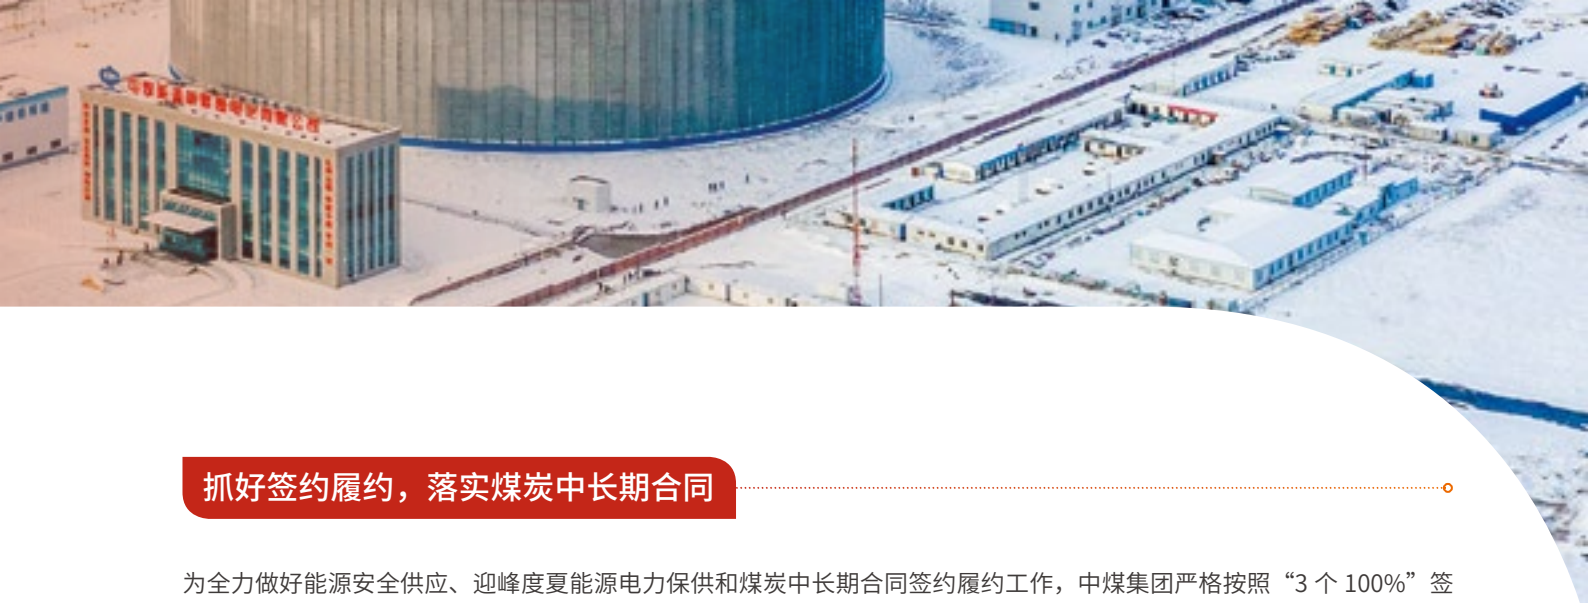 抓好签约履约，落实煤炭中长期合同
为全力做好能源安全供应、迎峰度夏能源电力保供和煤炭中长期合同签约履约工作，中煤集团严格按照“3 个 100%”签